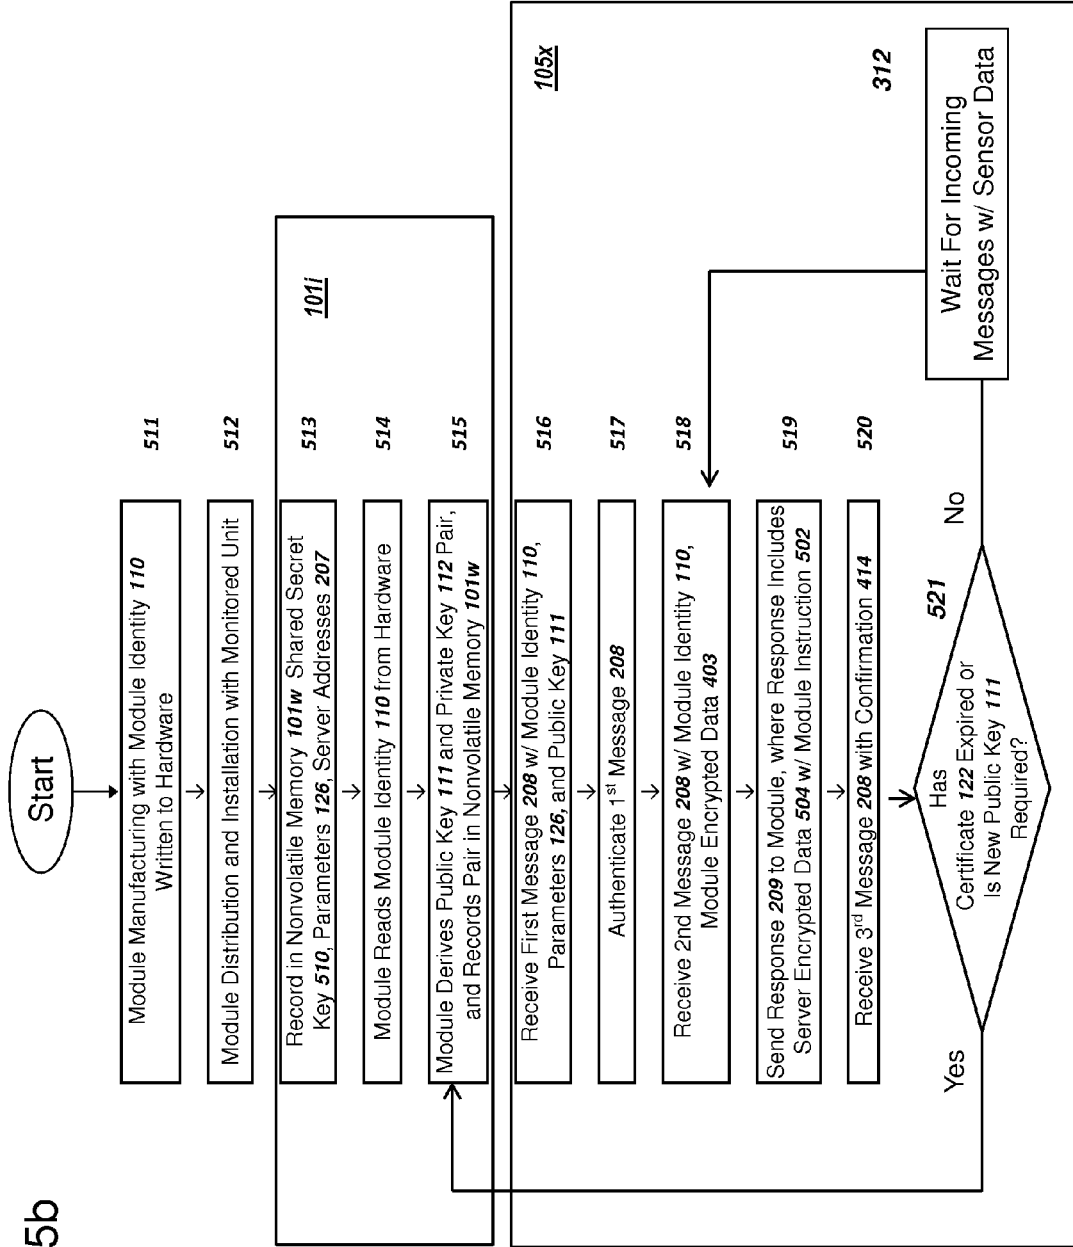 5b
Start
Module Manufacturing with Module Identity 110
Written to Hardware
511
Module Distribution and Installation with Monitored Unit
512
101i
Record in Nonvolatile Memory 101w Shared Secret
Key 510, Parameters 126, Server Addresses 207
513
Module Reads Module Identity 110 from Hardware
514
Module Derives Public Key 111 and Private Key 112 Pair,
and Records Pair in Nonvolatile Memory 101w
515
105x
Receive First Message 208 w/ Module Identity 110,
Parameters 126, and Public Key 111
516
Authenticate 1st Message 208
517
Receive 2nd Message 208 w/ Module Identity 110,
Module Encrypted Data 403
518
Send Response 209 to Module, where Response Includes
Server Encrypted Data 504 w/ Module Instruction 502
519
Receive 3rd Message 208 with Confirmation 414
520
521
Has
Certificate 122 Expired or
Is New Public Key 111
Required?
Yes
No
312
Wait For Incoming
Messages w/ Sensor Data